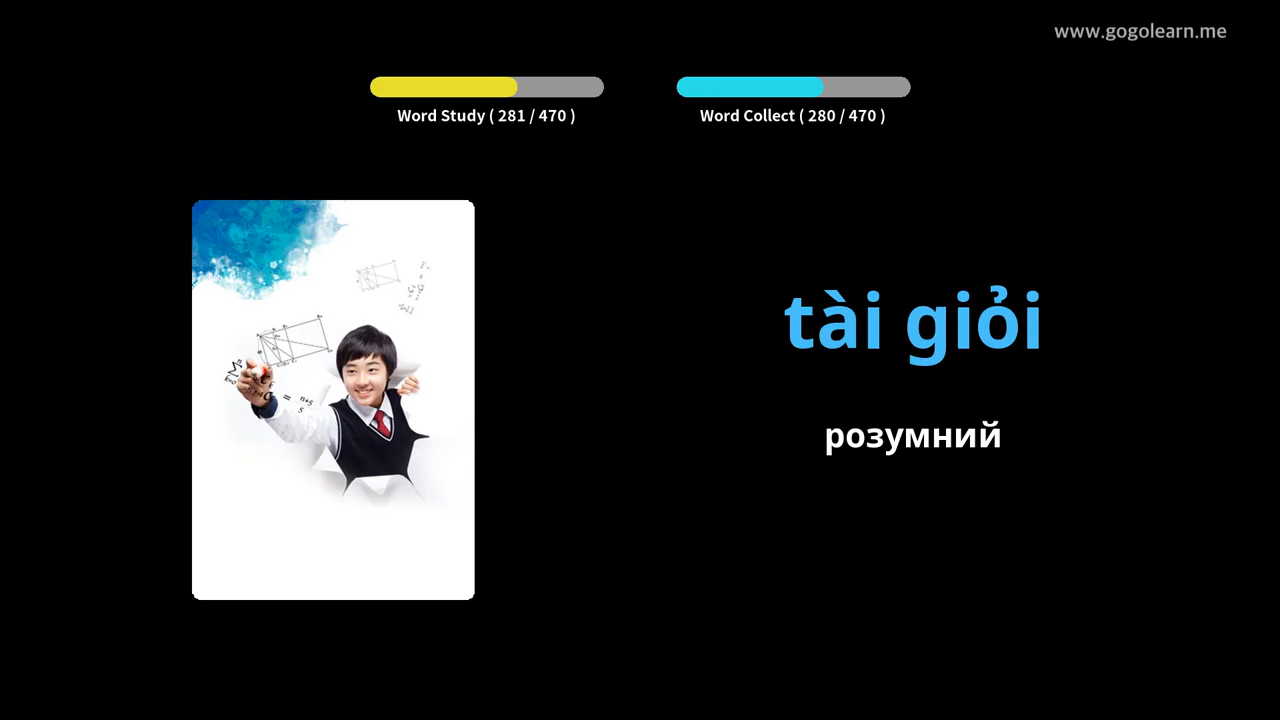 www.gogolearn.me
Word Study ( 281 / 470 )
Word Collect ( 280 / 470 )
tài giỏi
розумний